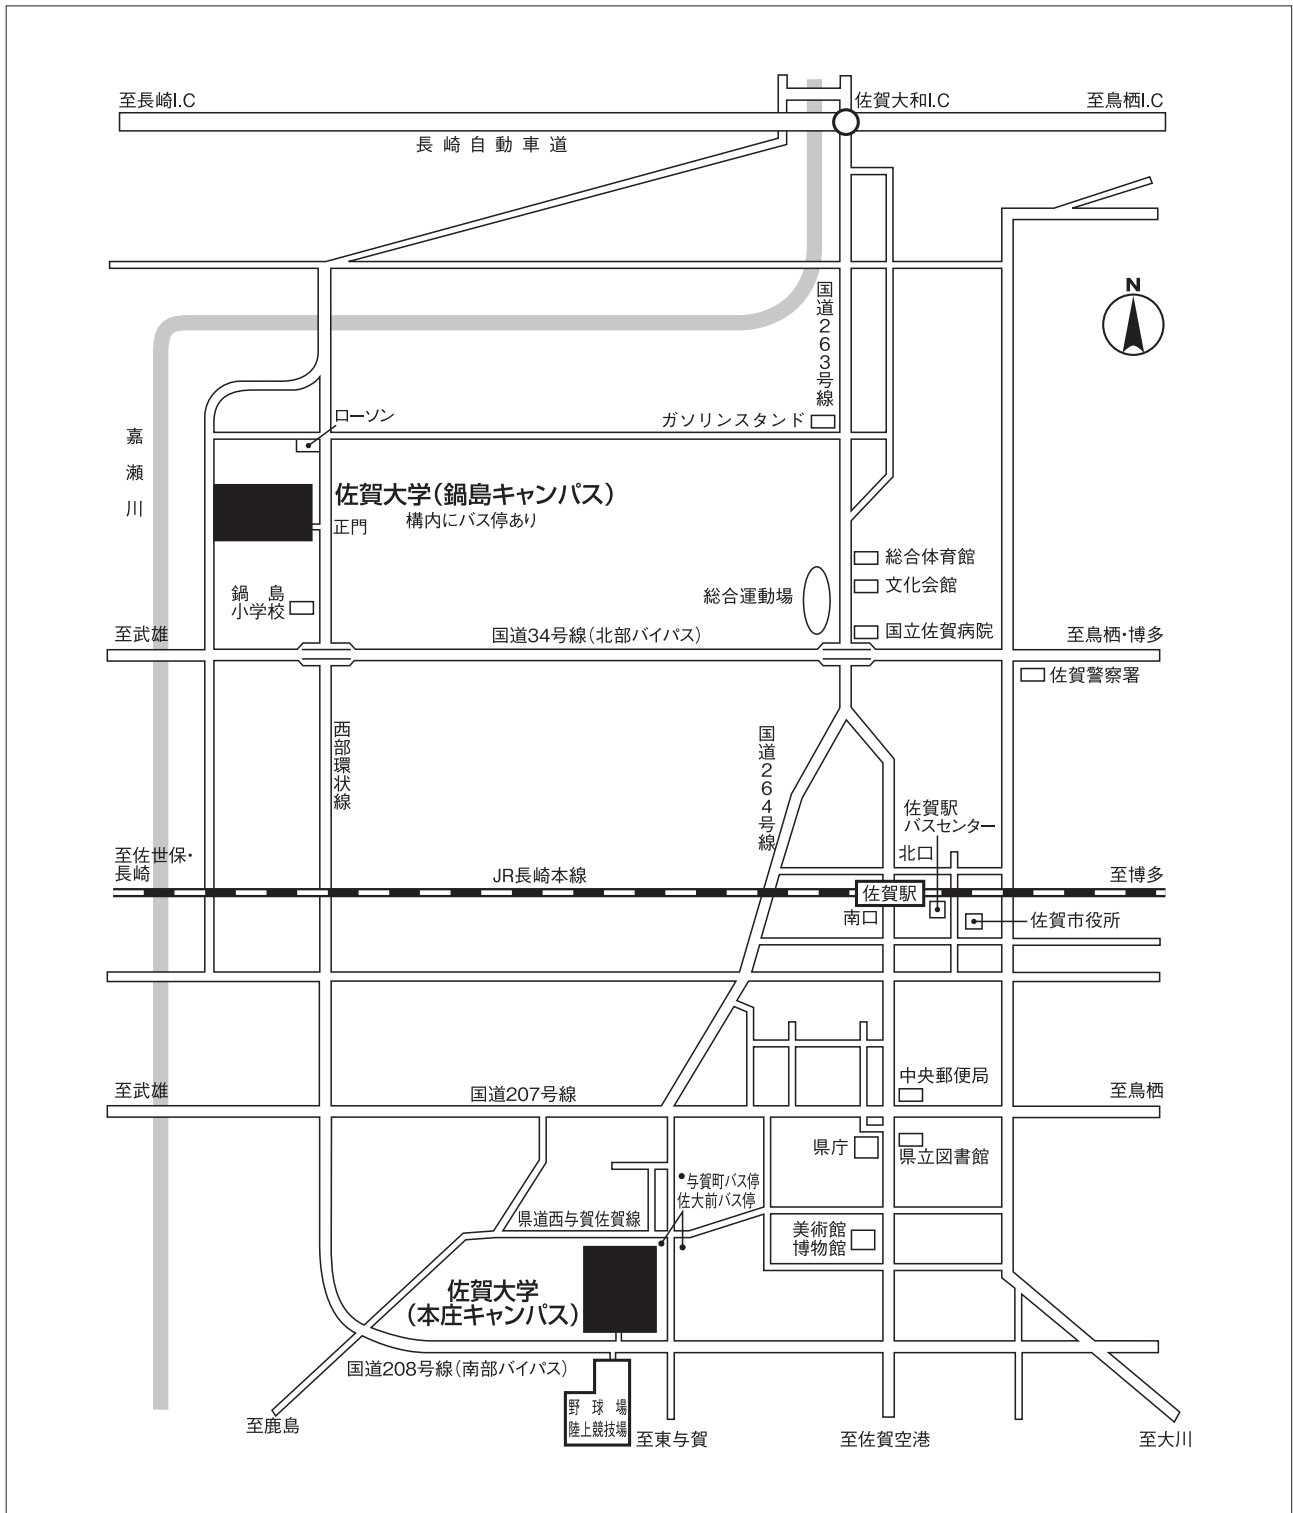 至長崎I.C
佐賀大和I.C
至鳥栖I.C
長崎自動車道
N
国道263号線
ローソン
ガソリンスタンド
嘉瀬川
佐賀大学(鍋島キャンパス)
正門
構内にバス停あり
総合体育館
文化会館
鍋島
小学校
総合運動場
国立佐賀病院
至武雄
国道34号線(北部バイパス)
至鳥栖・博多
佐賀警察署
西部環状線
国道264号線
佐賀駅
バスセンター
至佐世保・
長崎
北口
JR長崎本線
至博多
佐賀駅
南口
佐賀市役所
中央郵便局
至武雄
国道207号線
至鳥栖
県庁
県立図書館
与賀町バス停
佐大前バス停
県道西与賀佐賀線
美術館
博物館
佐賀大学
(本庄キャンパス)
国道208号線(南部バイパス)
野球場
陸上競技場
至鹿島
至東与賀
至佐賀空港
至大川